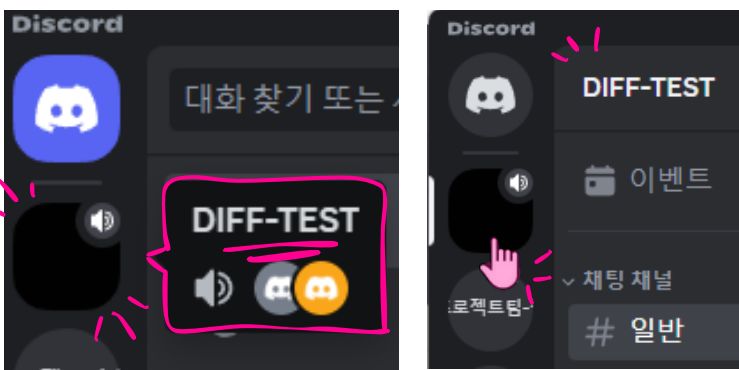 Discord
대화 찾기 또는
DIFF-TEST
Discord
DIFF-TEST
이벤트
채팅 채널
로젝트팀-
# 일반